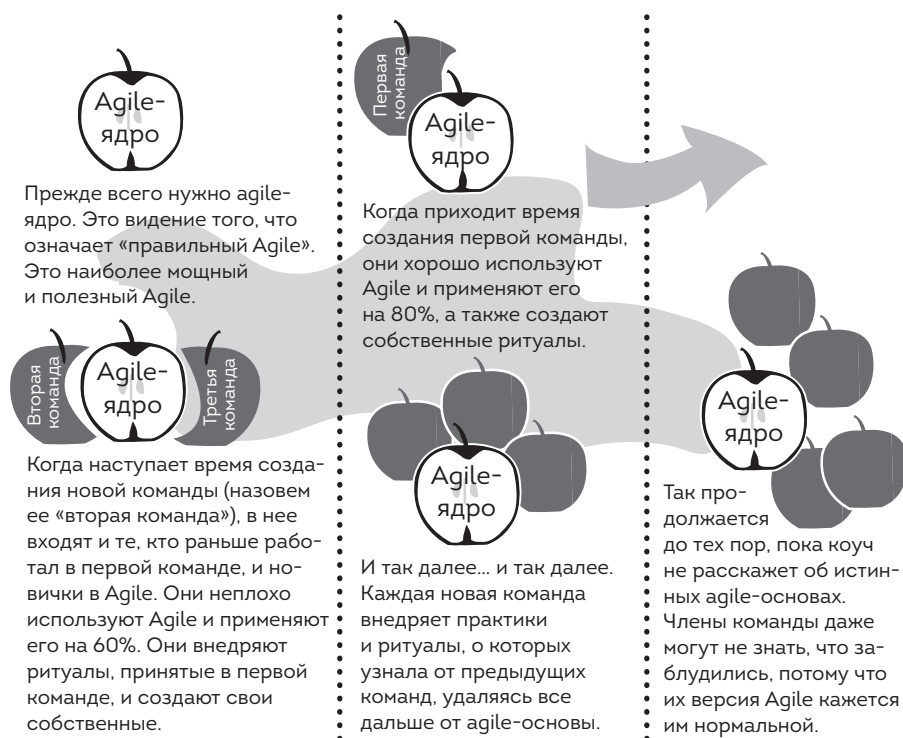 Agile-
ядро
Прежде всего нужно agile-
ядро. Это видение того, что
означает «правильный Agile».
Это наиболее мощный
и полезный Agile.
Первая
команда
Agile-
ядро
Когда приходит время
создания первой команды,
они хорошо используют
Agile и применяют его
на 80%, а также создают
собственные ритуалы.
Вторая
команда
Agile-
ядро
Третья
команда
Когда наступает время созда-
ния новой команды (назовем
ее «вторая команда»), в нее
входят и те, кто раньше рабо-
тал в первой команде, и но-
вички в Agile. Они неплохо
используют Agile и применяют
его на 60%. Они внедряют
ритуалы, принятые в первой
команде, и создают свои
собственные.
Agile-
ядро
И так далее... и так далее.
Каждая новая команда
внедряет практики
и ритуалы, о которых
узнала от предыдущих
команд, удаляясь все
дальше от agile-основы.
Agile-
ядро
Так про-
должается
до тех пор, пока коуч
не расскажет об истин-
ных agile-основах.
Члены команды даже
могут не знать, что за-
блудились, потому что
их версия Agile кажется
им нормальной.